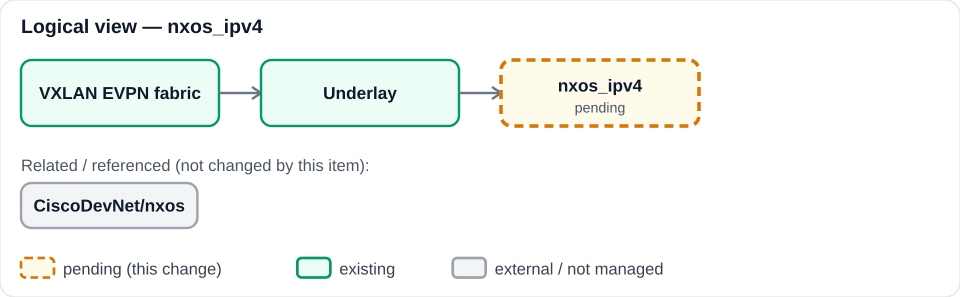 Logical view — nxos_ipv4
VXLAN EVPN fabric
Underlay
nxos_ipv4
pending
Related / referenced (not changed by this item):
CiscoDevNet/nxos
pending (this change)
existing
external / not managed